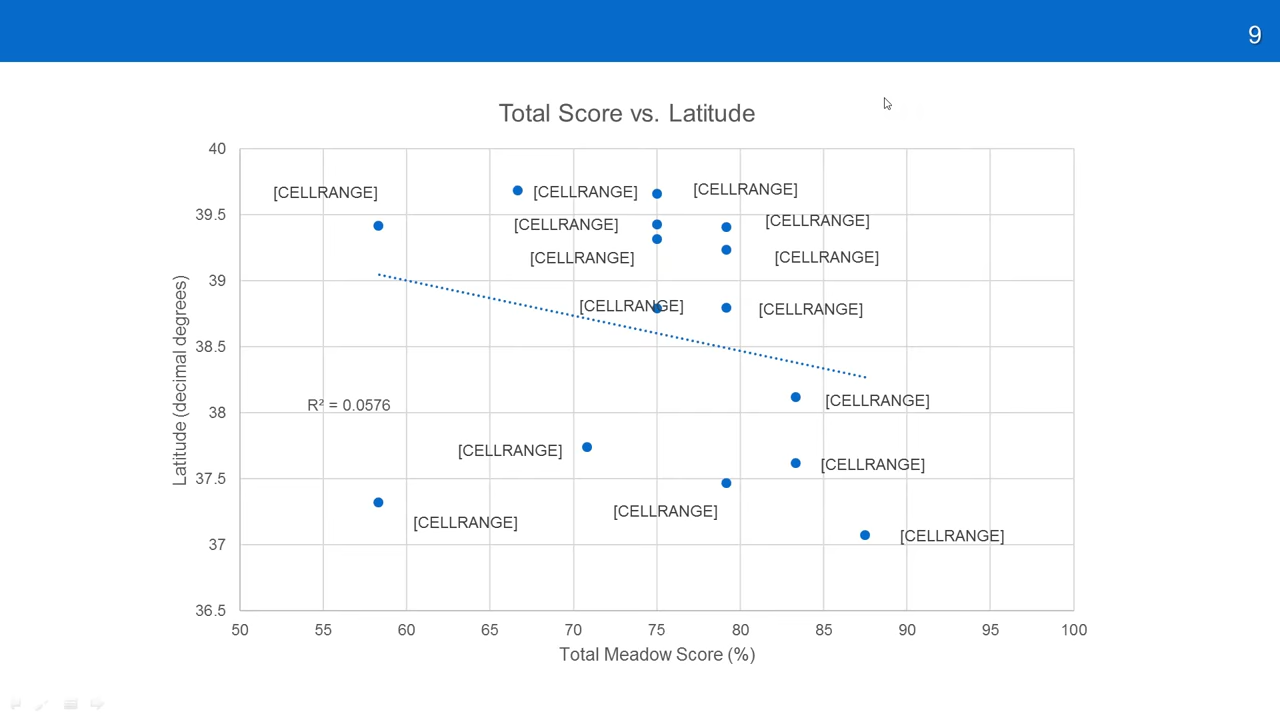 9
Total Score vs. Latitude
40
[CELLRANGE]
[CELLRANGE]
[CELLRANGE]
39.5
[CELLRANGE]
[CELLRANGE]
[CELLRANGE]
[CELLRANGE]
39
[CELLRANGE]
[CELLRANGE]
38.5
R² = 0.0576
[CELLRANGE]
38
[CELLRANGE]
[CELLRANGE]
37.5
[CELLRANGE]
[CELLRANGE]
[CELLRANGE]
37
36.5
Latitude (decimal degrees)
50 55 60 65 70 75 80 85 90 95 100
Total Meadow Score (%)